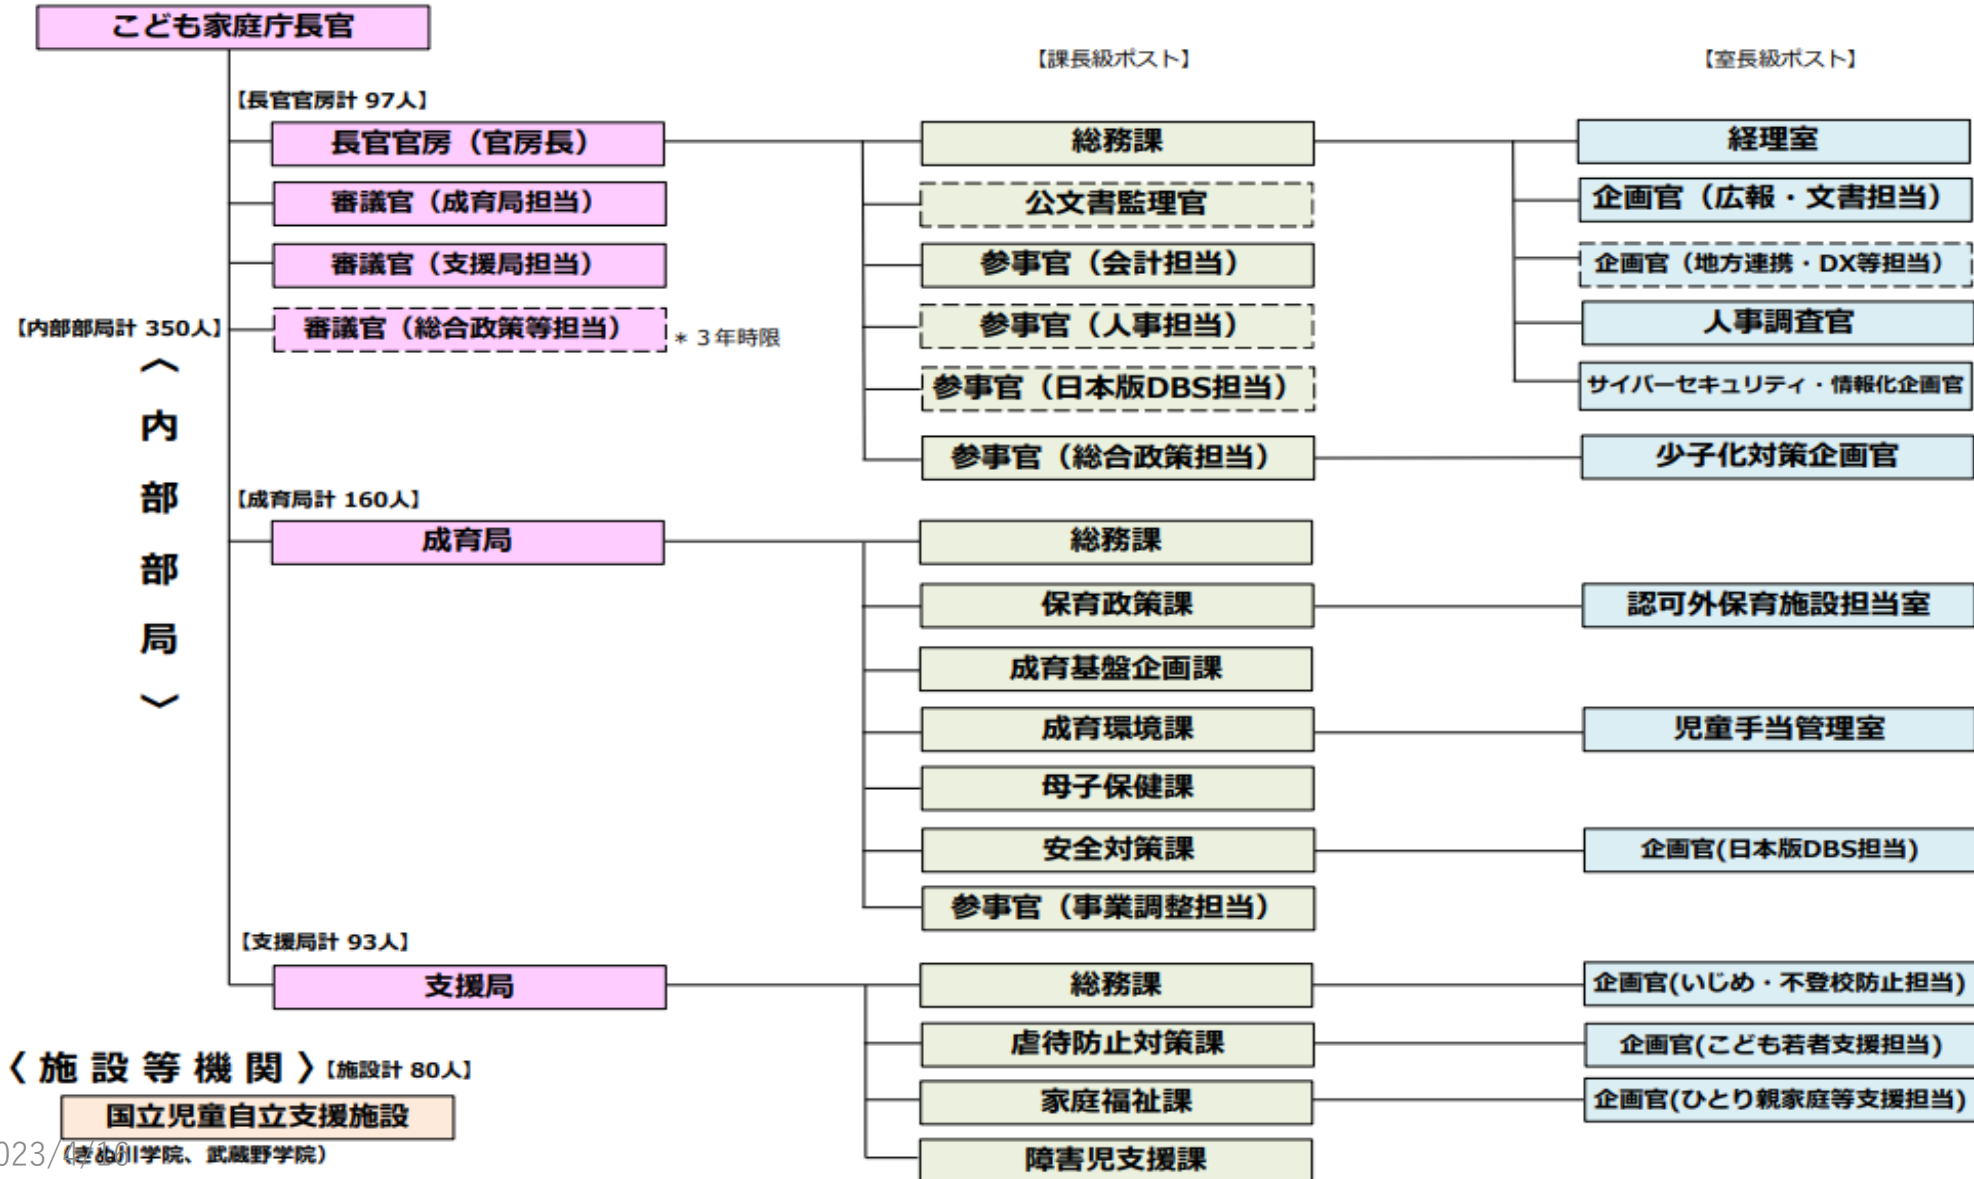 こども家庭庁長官
【課長級ポスト】
【室長級ポスト】
【長官官房計 97人】
長官官房（官房長）
総務課
経理室
審議官（成育局担当）
公文書監理官
企画官（広報・文書担当）
審議官（支援局担当）
参事官（会計担当）
企画官（地方連携・DX等担当）
【内部部局計 350人】
審議官（総合政策等担当）
＊３年時限
参事官（人事担当）
人事調査官
参事官（日本版DBS担当）
サイバーセキュリティ・情報化企画官
参事官（総合政策担当）
少子化対策企画官
〈内部部局〉
【成育局計 160人】
成育局
総務課
保育政策課
認可外保育施設担当室
成育基盤企画課
成育環境課
児童手当管理室
母子保健課
安全対策課
企画官(日本版DBS担当)
参事官（事業調整担当）
【支援局計 93人】
支援局
総務課
企画官(いじめ・不登校防止担当)
虐待防止対策課
企画官(こども若者支援担当)
家庭福祉課
企画官(ひとり親家庭等支援担当)
障害児支援課
〈施設等機関〉【施設計 80人】
国立児童自立支援施設
（きぬ川学院、武蔵野学院）
023/4/10